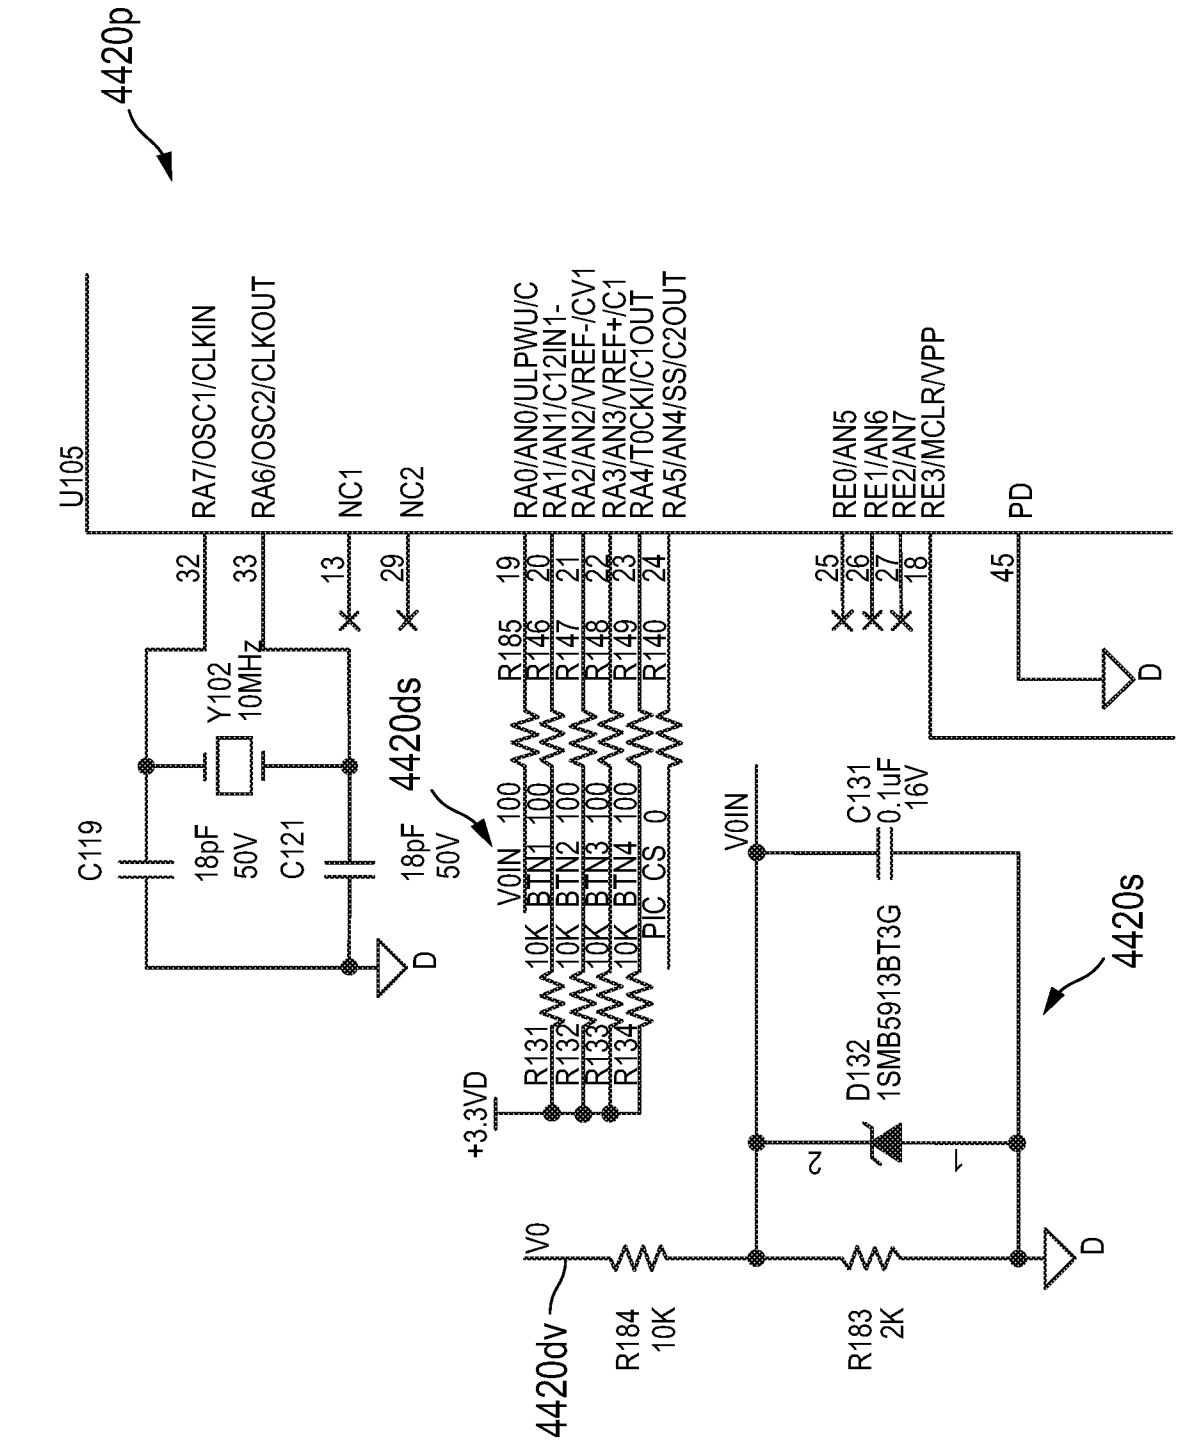 4420p
U105
RA7/OSC1/CLKIN
RA6/OSC2/CLKOUT
NC1
NC2
RA0/AN0/ULPWU/C
RA1/AN1/C12IN1-
RA2/AN2/VREF-/CV1
RA3/AN3/VREF+/C1
RA4/T0CKI/C1OUT
RA5/AN4/SS/C2OUT
RE0/AN5
RE1/AN6
RE2/AN7
RE3/MCLR/VPP
PD
32
33
13
29
19
20
21
22
23
24
25
26
27
18
45
Y102
10MHz
C119
18pF
50V
C121
18pF
50V
D
4420ds
V0IN 100 R185
R131 10K BTN1 100 R146
R132 10K BTN2 100 R147
R133 10K BTN3 100 R148
R134 10K BTN4 100 R149
PIC CS 0 R140
+3.3VD
D
V0IN
C131
0.1uF
16V
D132
1SMB5913BT3G
2
1
4420s
V0
4420dv
R184
10K
R183
2K
D